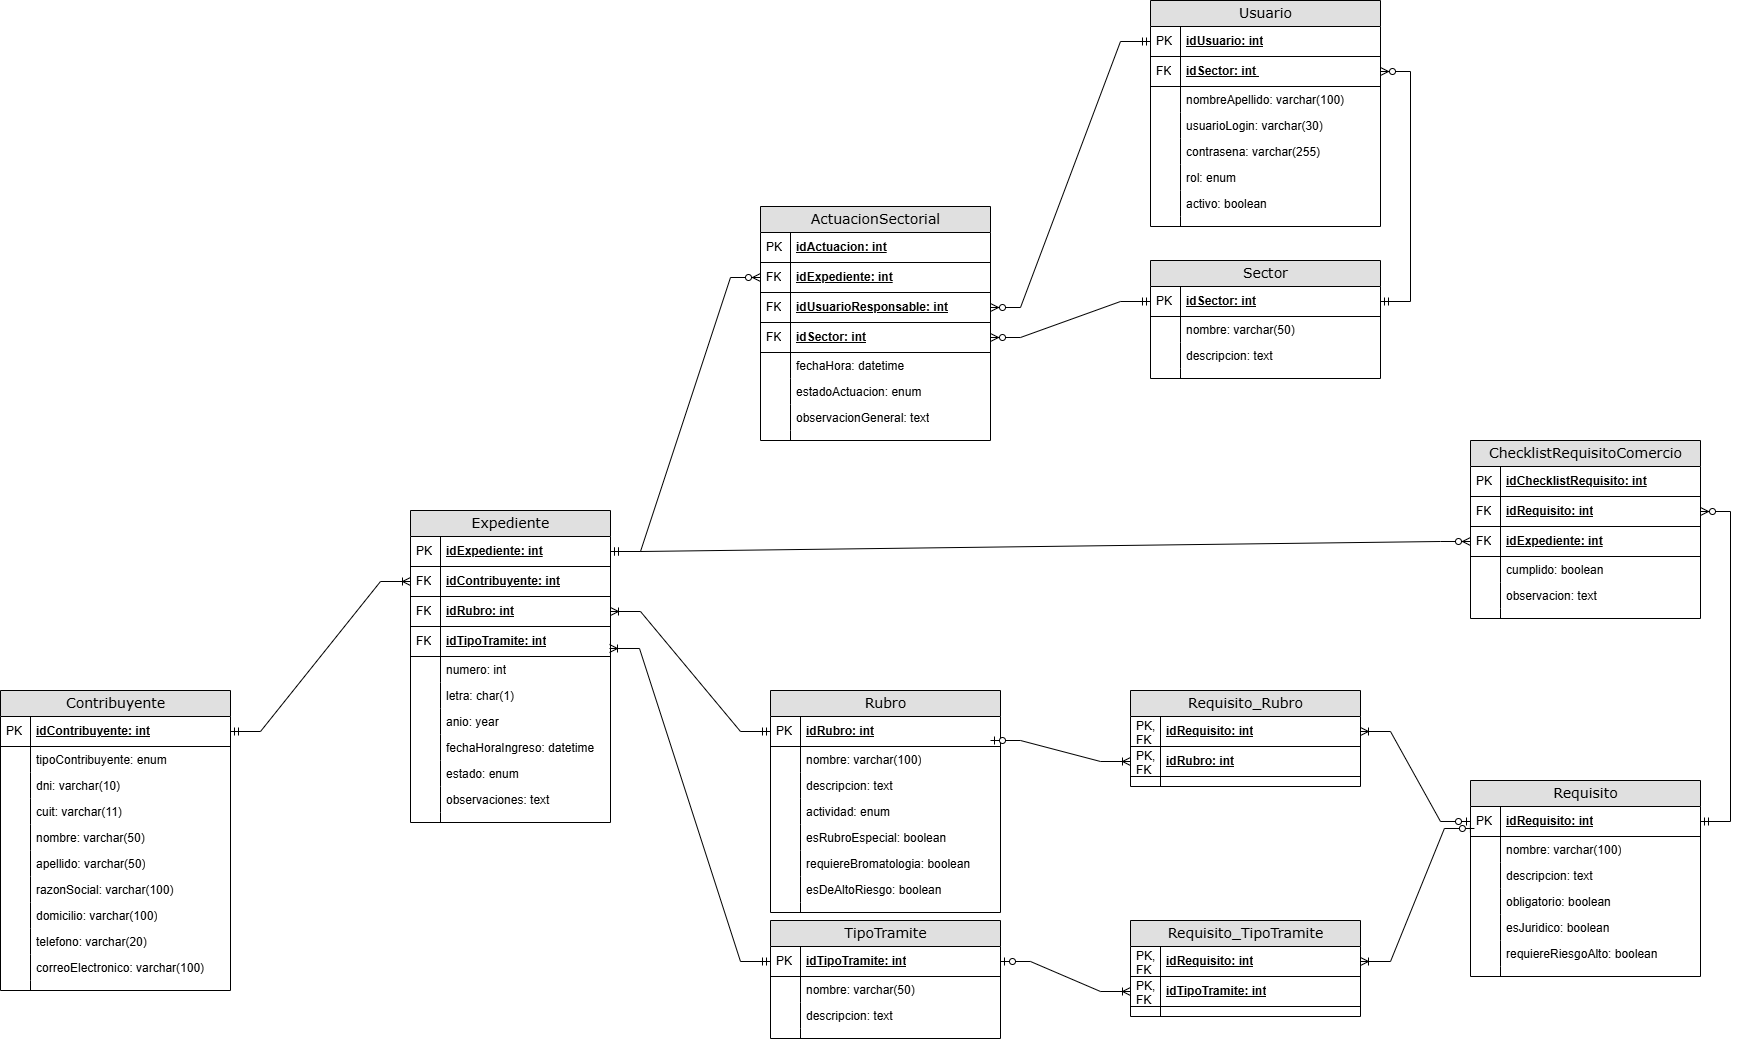 Usuario
PK idUsuario: int
FK idSector: int
nombreApellido: varchar(100)
usuarioLogin: varchar(30)
contrasena: varchar(255)
rol: enum
activo: boolean
ActuacionSectorial
PK idActuacion: int
FK idExpediente: int
FK idUsuarioResponsable: int
FK idSector: int
fechaHora: datetime
estadoActuacion: enum
observacionGeneral: text
Sector
PK idSector: int
nombre: varchar(50)
descripcion: text
ChecklistRequisitoComercio
PK idChecklistRequisito: int
FK idRequisito: int
FK idExpediente: int
cumplido: boolean
observacion: text
Expediente
PK idExpediente: int
FK idContribuyente: int
FK idRubro: int
FK idTipoTramite: int
numero: int
letra: char(1)
anio: year
fechaHoraIngreso: datetime
estado: enum
observaciones: text
Contribuyente
PK idContribuyente: int
tipoContribuyente: enum
dni: varchar(10)
cuit: varchar(11)
nombre: varchar(50)
apellido: varchar(50)
razonSocial: varchar(100)
domicilio: varchar(100)
telefono: varchar(20)
correoElectronico: varchar(100)
Rubro
PK idRubro: int
nombre: varchar(100)
descripcion: text
actividad: enum
esRubroEspecial: boolean
requiereBromatologia: boolean
esDeAltoRiesgo: boolean
Requisito_Rubro
PK, FK idRequisito: int
PK, FK idRubro: int
Requisito
PK idRequisito: int
nombre: varchar(100)
descripcion: text
obligatorio: boolean
esJuridico: boolean
requiereRiesgoAlto: boolean
TipoTramite
PK idTipoTramite: int
nombre: varchar(50)
descripcion: text
Requisito_TipoTramite
PK, FK idRequisito: int
PK, FK idTipoTramite: int